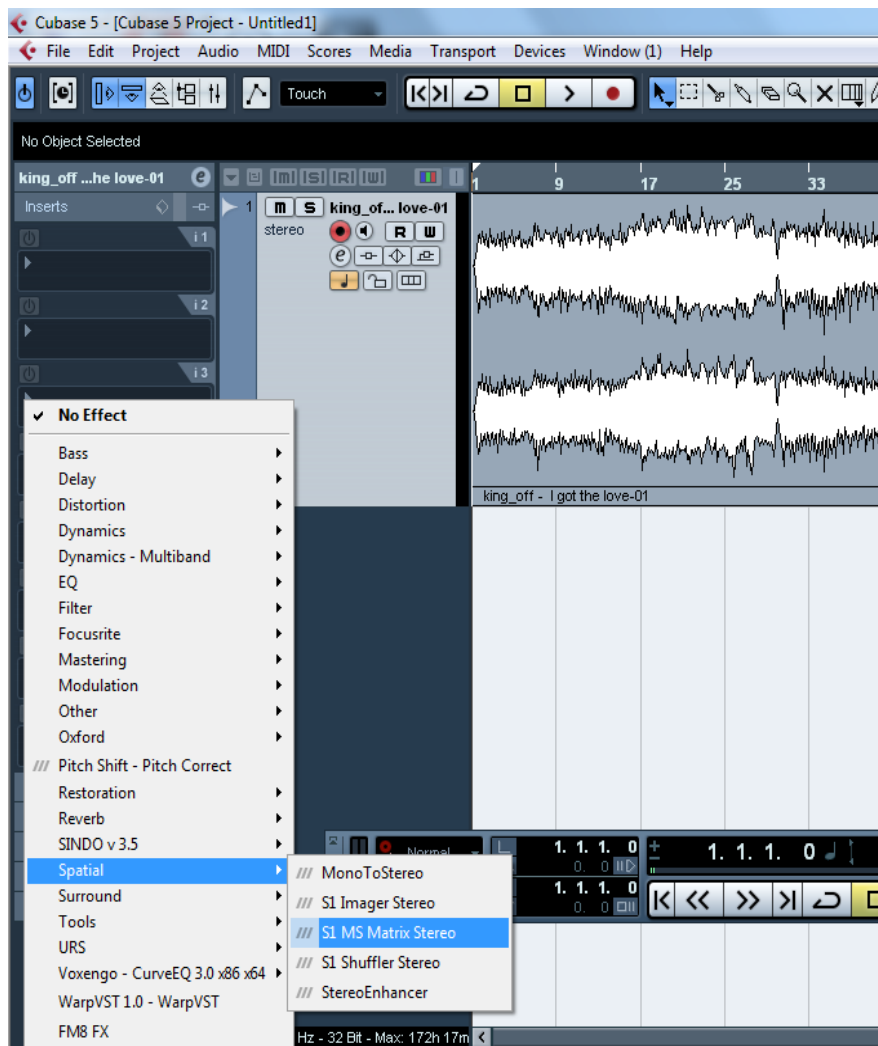 Cubase 5 - [Cubase 5 Project - Untitled1]
File Edit Project Audio MIDI Scores Media Transport Devices Window (1) Help
Touch
No Object Selected
king_off ...he love-01
1 9 17 25 33
Inserts
1 m S king_of... love-01
stereo R W
i 1
i 2
i 3
No Effect
Bass
Delay
Distortion
Dynamics
Dynamics - Multiband
EQ
Filter
Focusrite
Mastering
Modulation
Other
Oxford
Pitch Shift - Pitch Correct
Restoration
Reverb
SINDO v 3.5
Spatial
Surround
Tools
URS
Voxengo - CurveEQ 3.0 x86 x64
WarpVST 1.0 - WarpVST
FM8 FX
MonoToStereo
S1 Imager Stereo
S1 MS Matrix Stereo
S1 Shuffler Stereo
StereoEnhancer
king_off - I got the love-01
Normal
1. 1. 1. 0
0. 0
1. 1. 1. 0
0. 0
1. 1. 1. 0
Hz - 32 Bit - Max: 172h 17m